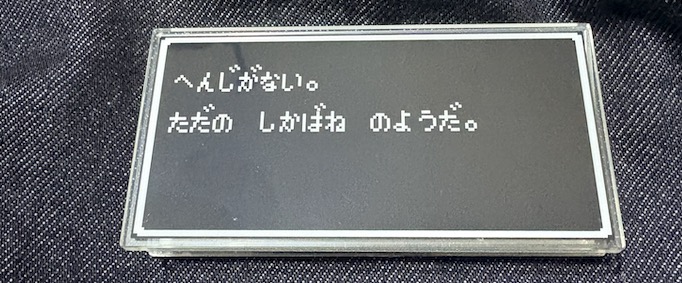 へんじがない。
ただの　しかばね　のようだ。